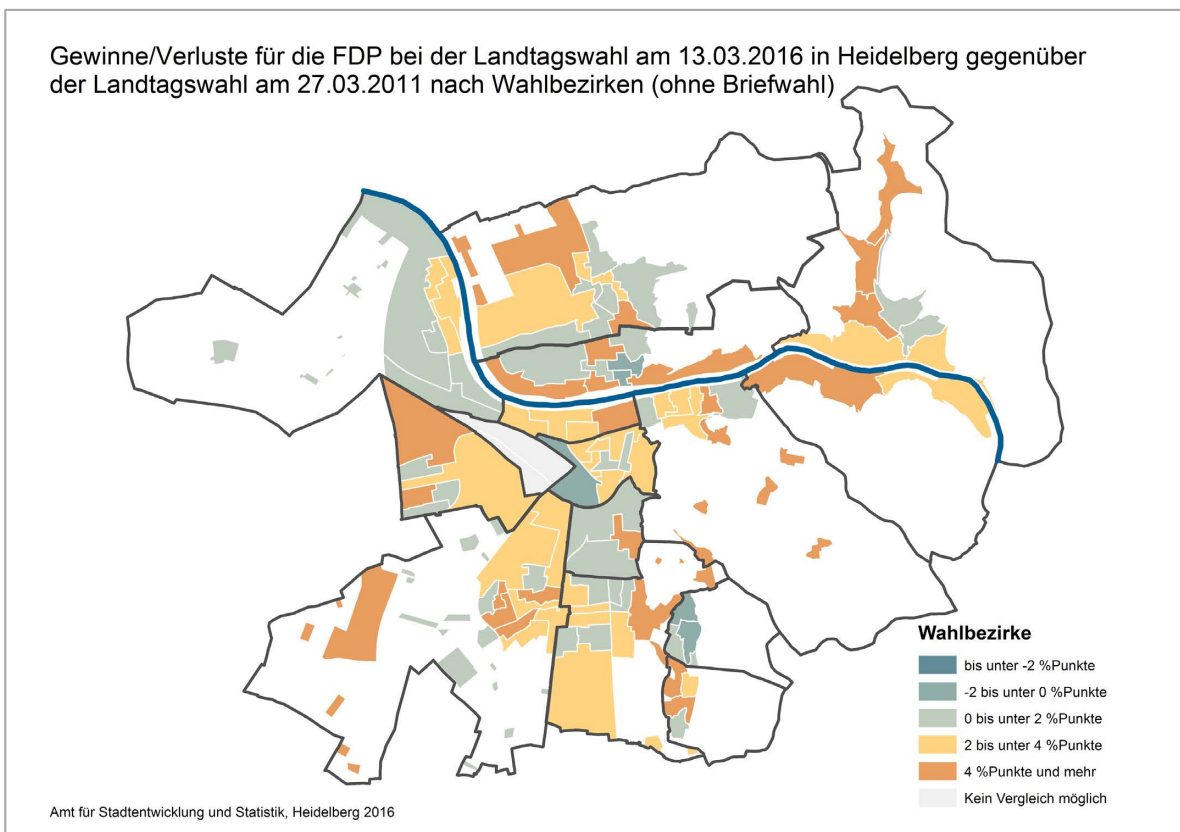 Gewinne/Verluste für die FDP bei der Landtagswahl am 13.03.2016 in Heidelberg gegenüber
der Landtagswahl am 27.03.2011 nach Wahlbezirken (ohne Briefwahl)
Wahlbezirke
bis unter -2 %Punkte
-2 bis unter 0 %Punkte
0 bis unter 2 %Punkte
2 bis unter 4 %Punkte
4 %Punkte und mehr
Kein Vergleich möglich
Amt für Stadtentwicklung und Statistik, Heidelberg 2016